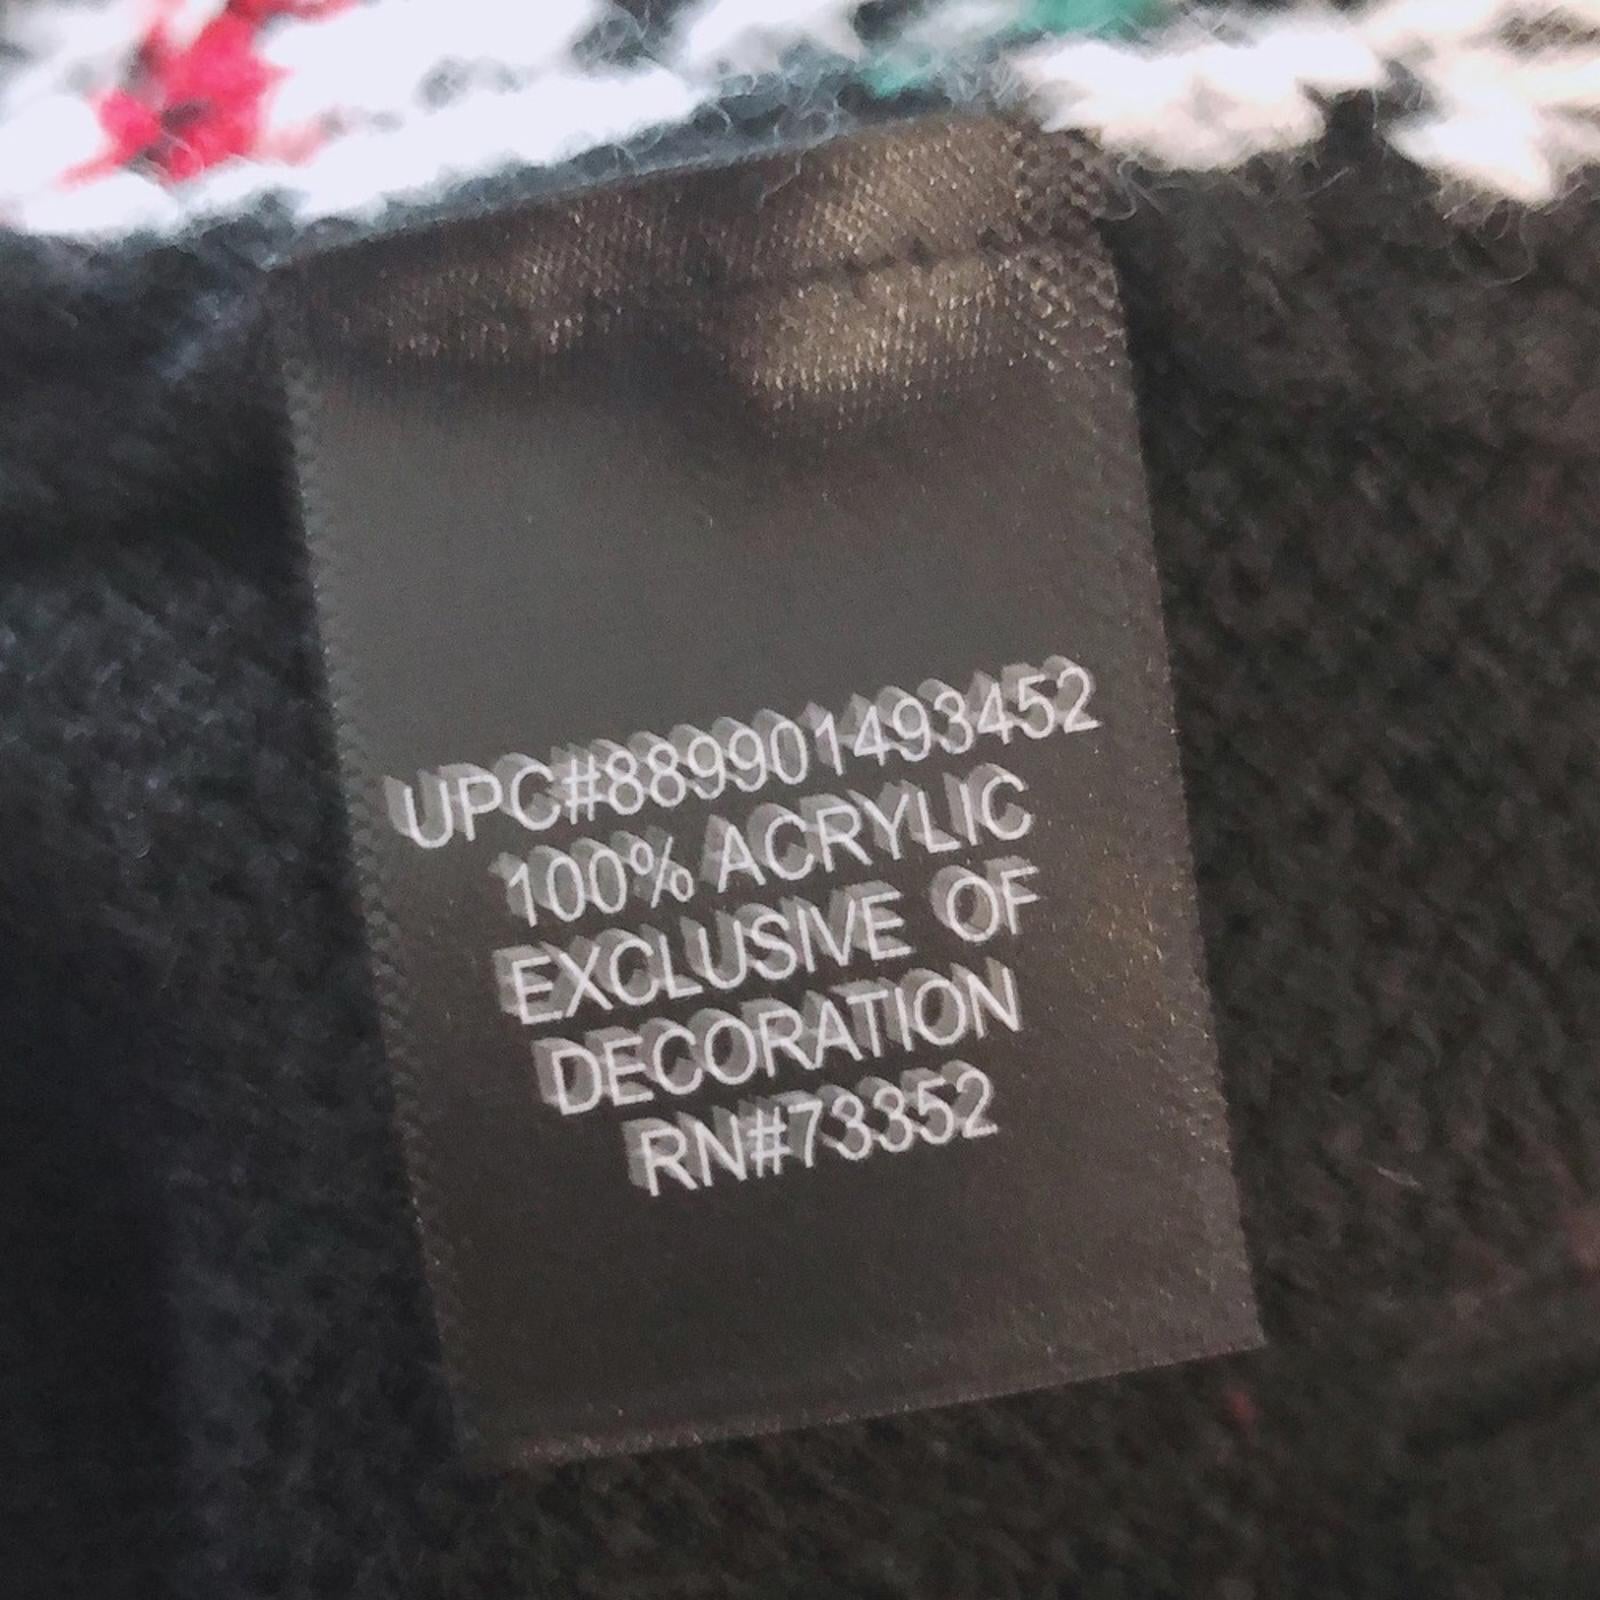 UPC#889901493452
100% ACRYLIC
EXCLUSIVE OF
DECORATION
RN#73352